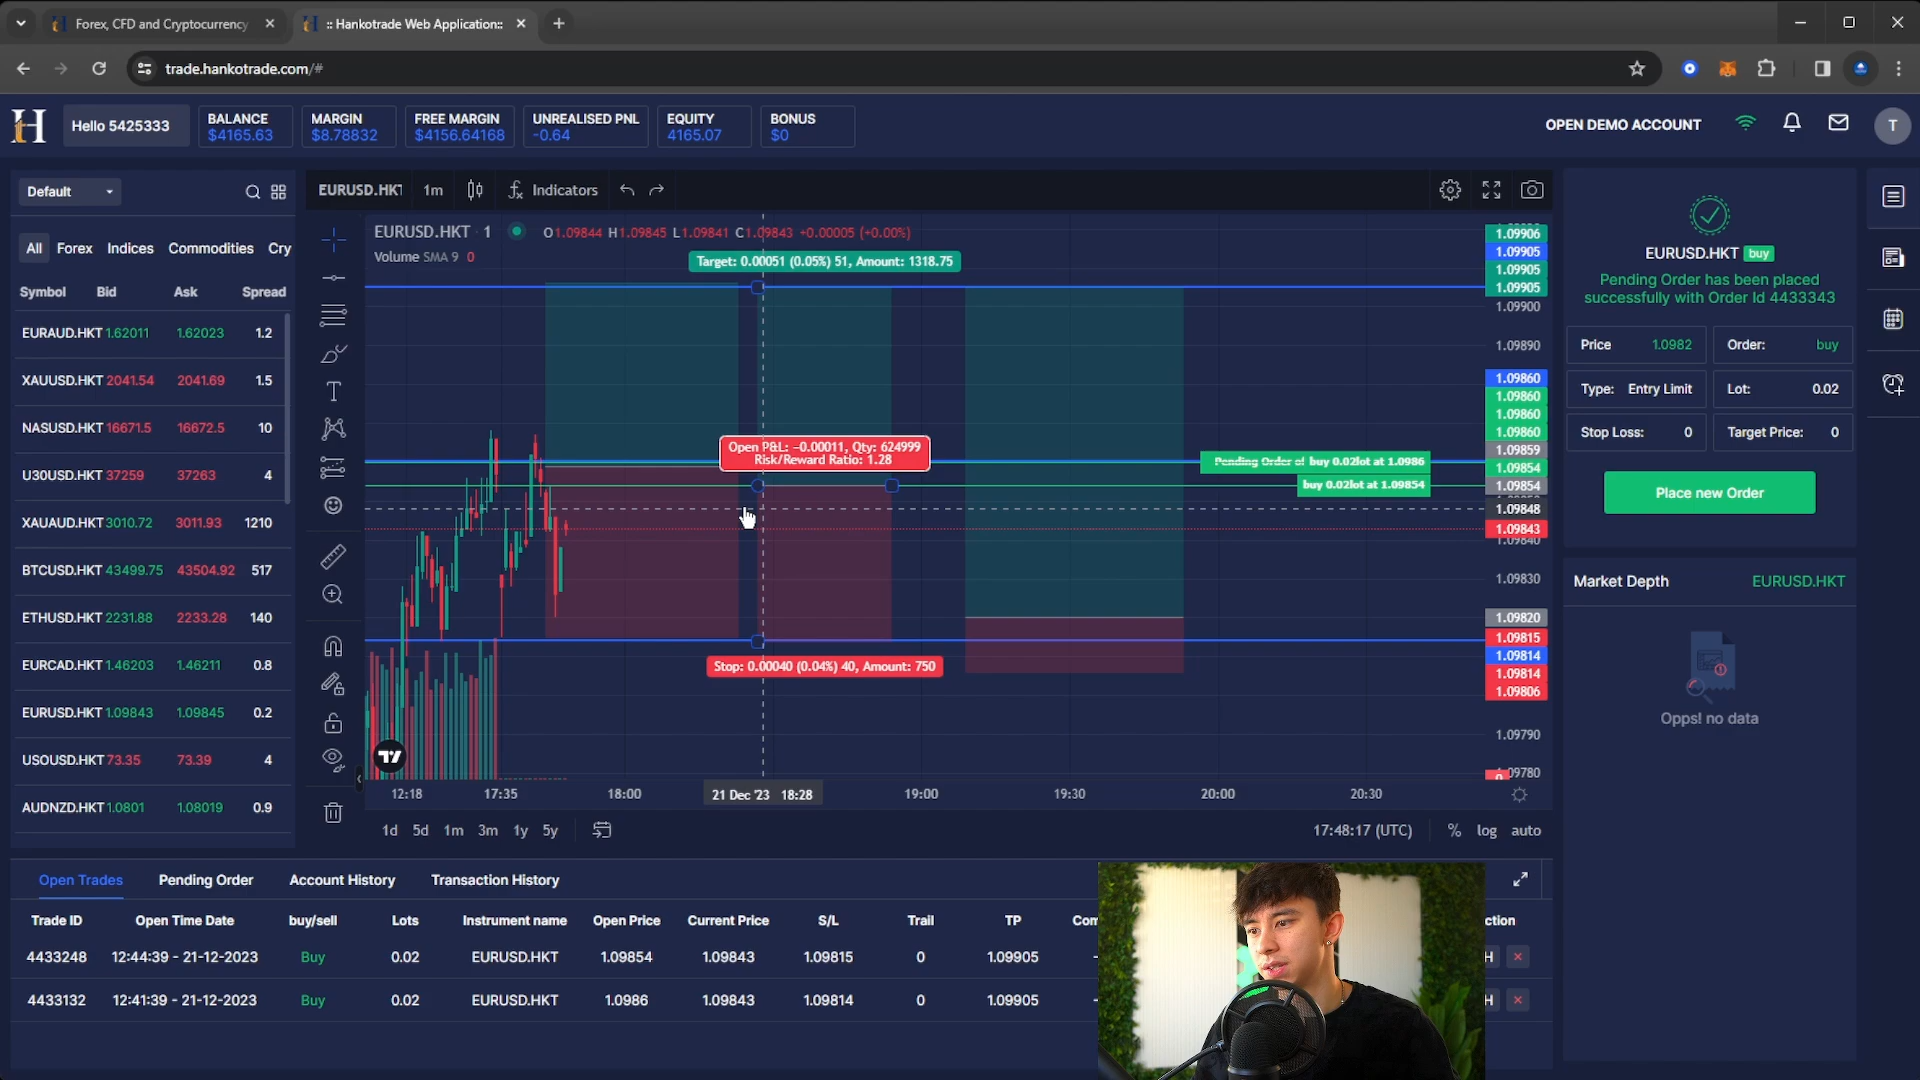 Forex, CFD and Cryptocurrency
:: Hankotrade Web Application::
trade.hankotrade.com/#
Hello 5425333
BALANCE
$4165.63
MARGIN
$8.78832
FREE MARGIN
$4156.64168
UNREALISED PNL
-0.64
EQUITY
4165.07
BONUS
$0
OPEN DEMO ACCOUNT
T
Default
EURUSD.HKT
1m
Indicators
All Forex Indices Commodities Cry
Symbol Bid Ask Spread
EURAUD.HKT 1.62011 1.62023 1.2
XAUUSD.HKT 2041.54 2041.69 1.5
NASUSD.HKT 16671.5 16672.5 10
U30USD.HKT 37259 37263 4
XAUAUD.HKT 3010.72 3011.93 1210
BTCUSD.HKT 43499.75 43504.92 517
ETHUSD.HKT 2231.88 2233.28 140
EURCAD.HKT 1.46203 1.46211 0.8
EURUSD.HKT 1.09843 1.09845 0.2
USOUSD.HKT 73.35 73.39 4
AUDNZD.HKT 1.0801 1.08019 0.9
EURUSD.HKT 1 O1.09844 H1.09845 L1.09841 C1.09843 +0.00005 (+0.00%)
Volume SMA 9 0
Target: 0.00051 (0.05%) 51, Amount: 1318.75
Open P&L: −0.00011, Qty: 624999
Risk/Reward Ratio: 1.28
Pending Order of buy 0.02lot at 1.0986
buy 0.02lot at 1.09854
Stop: 0.00040 (0.04%) 40, Amount: 750
1.09906
1.09905
1.09905
1.09905
1.09900
1.09890
1.09860
1.09860
1.09860
1.09860
1.09859
1.09854
1.09854
1.09848
1.09843
1.09840
1.09830
1.09820
1.09815
1.09814
1.09814
1.09806
1.09790
0
09780
12:18 17:35 18:00 21 Dec '23 18:28 19:00 19:30 20:00 20:30
1d 5d 1m 3m 1y 5y
17:48:17 (UTC) % log auto
EURUSD.HKT buy
Pending Order has been placed
successfully with Order Id 4433343
Price 1.0982
Order: buy
Type: Entry Limit
Lot: 0.02
Stop Loss: 0
Target Price: 0
Place new Order
Market Depth EURUSD.HKT
Opps! no data
Open Trades Pending Order Account History Transaction History
Trade ID Open Time Date buy/sell Lots Instrument name Open Price Current Price S/L Trail TP Com ction
4433248 12:44:39 - 21-12-2023 Buy 0.02 EURUSD.HKT 1.09854 1.09843 1.09815 0 1.09905 - H
4433132 12:41:39 - 21-12-2023 Buy 0.02 EURUSD.HKT 1.0986 1.09843 1.09814 0 1.09905 - H